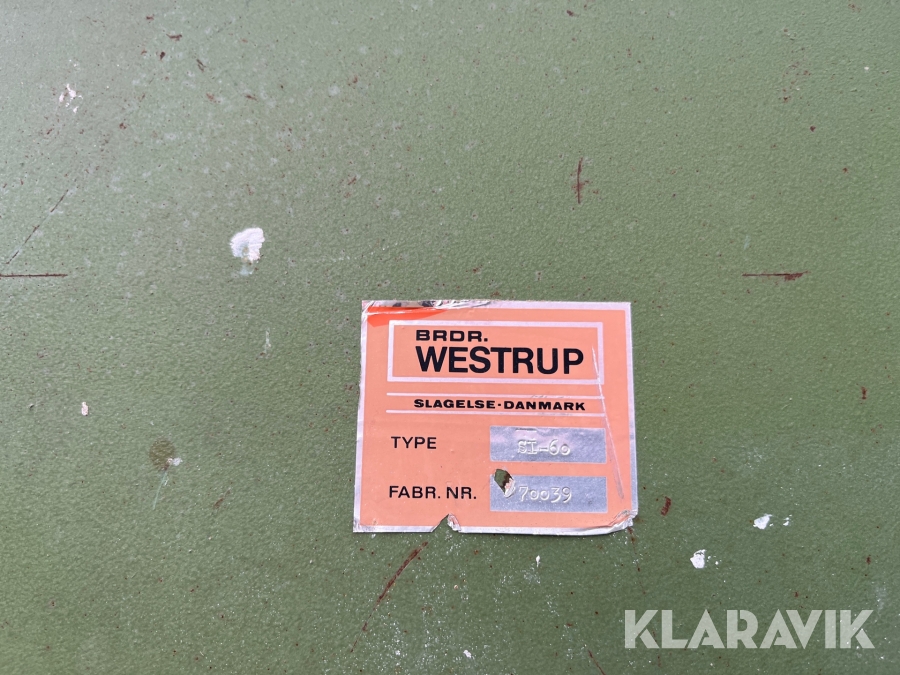 BRDR.
WESTRUP
SLAGELSE-DANMARK
TYPE SI-60
FABR. NR. 70039
KLARAVIK